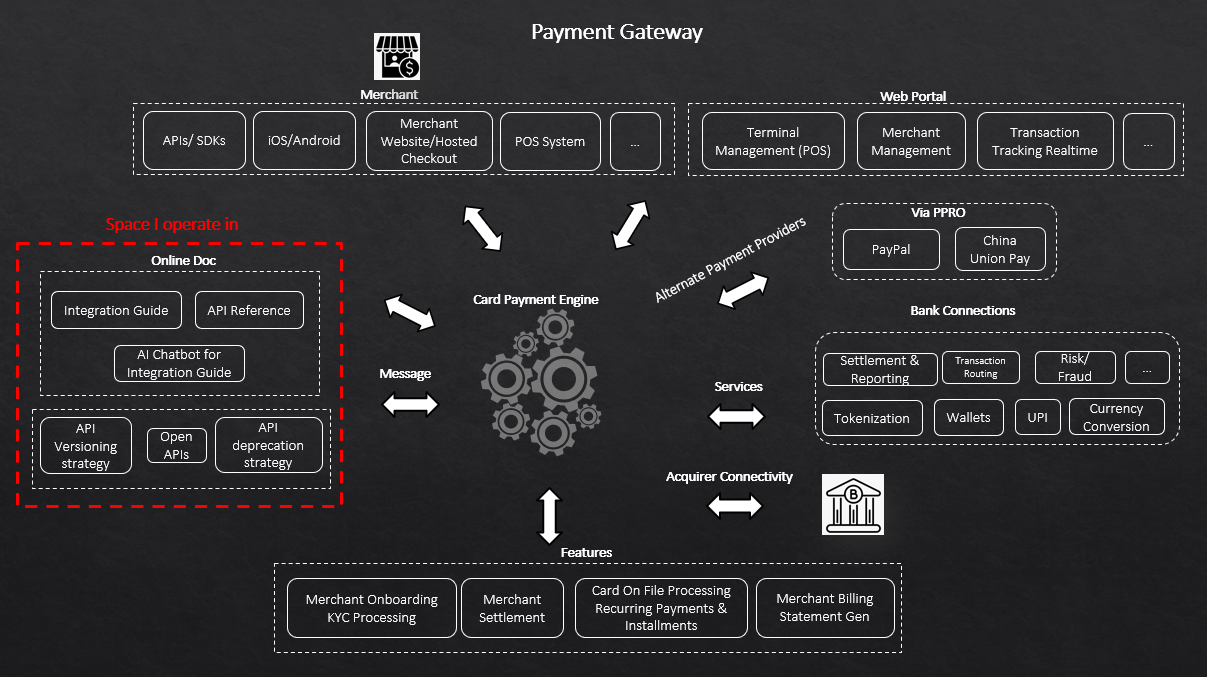 Payment Gateway
Merchant
APIs/ SDKs
iOS/Android
Merchant
Website/Hosted
Checkout
POS System
...
Web Portal
Terminal
Management (POS)
Merchant
Management
Transaction
Tracking Realtime
...
Space I operate in
Online Doc
Integration Guide
API Reference
AI Chatbot for
Integration Guide
API
Versioning
strategy
Open
APIs
API
deprecation
strategy
Message
Card Payment Engine
Alternate Payment Providers
Via PPRO
PayPal
China
Union Pay
Bank Connections
Services
Settlement &
Reporting
Transaction
Routing
Risk/
Fraud
...
Tokenization
Wallets
UPI
Currency
Conversion
Acquirer Connectivity
B
Features
Merchant Onboarding
KYC Processing
Merchant
Settlement
Card On File Processing
Recurring Payments &
Installments
Merchant Billing
Statement Gen